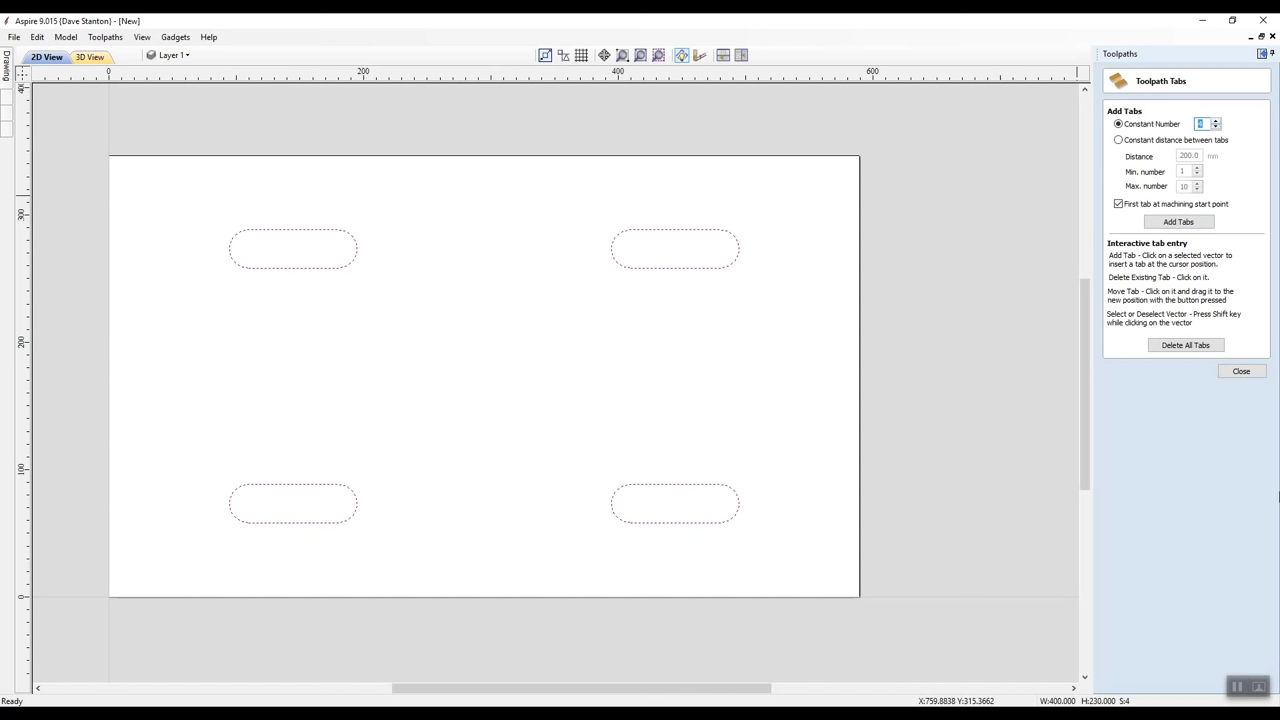 Aspire 9.015 (Dave Stanton) - [New]
File Edit Model Toolpaths View Gadgets Help
Drawing
2D View 3D View Layer 1
Toolpaths
0 200 400 600
300
200
100
0
Toolpath Tabs
Add Tabs
Constant Number
Constant distance between tabs
Distance 200.0 mm
Min. number 1
Max. number 10
First tab at machining start point
Add Tabs
Interactive tab entry
Add Tab - Click on a selected vector to
insert a tab at the cursor position.
Delete Existing Tab - Click on it.
Move Tab - Click on it and drag it to the
new position with the button pressed
Select or Deselect Vector - Press Shift key
while clicking on the vector
Delete All Tabs
Close
Ready
X:759.8838 Y:315.3662 W:400.000 H:230.000 S:4